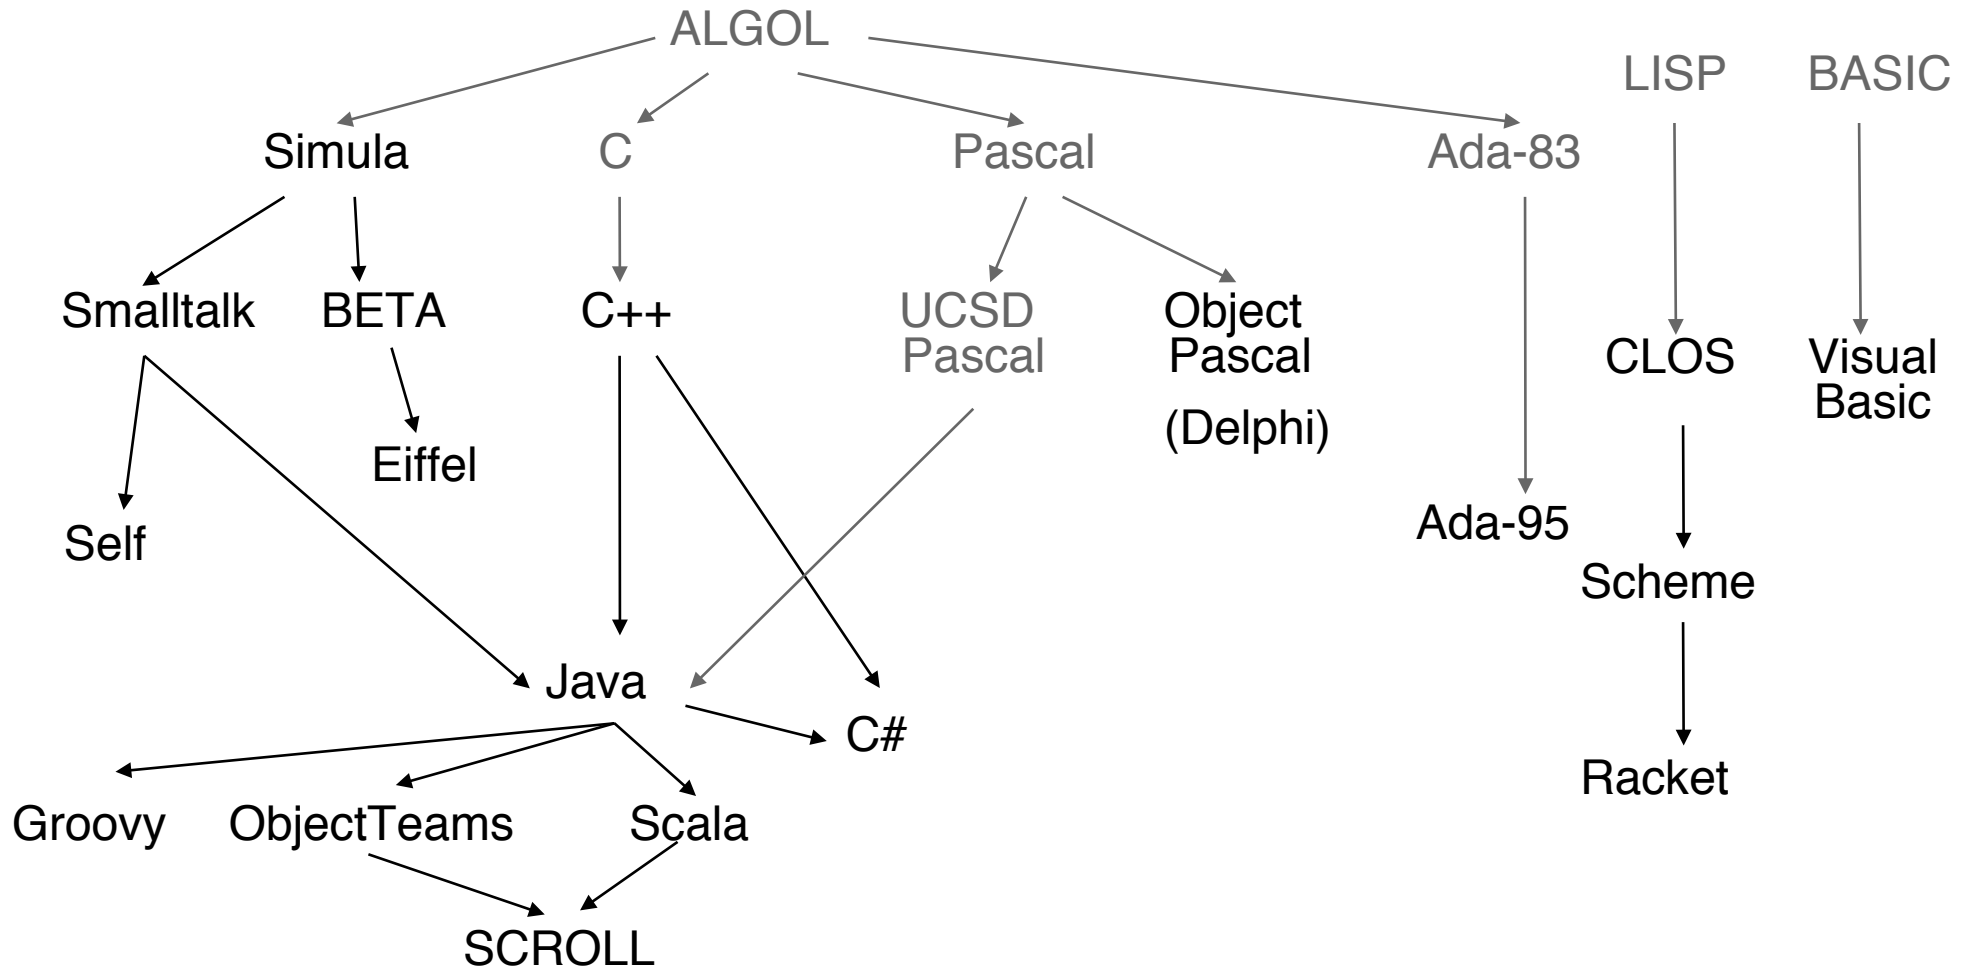 ALGOL
LISP
BASIC
Simula
C
Pascal
Ada-83
Smalltalk
BETA
C++
UCSD
Pascal
Object
Pascal
(Delphi)
CLOS
Visual
Basic
Eiffel
Self
Ada-95
Scheme
Java
C#
Racket
Groovy
ObjectTeams
Scala
SCROLL